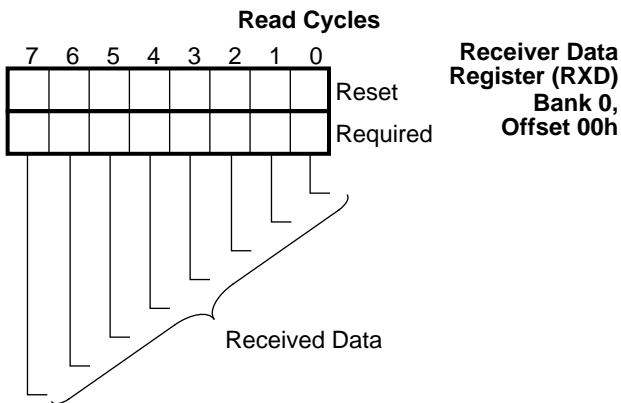 Read Cycles
7 6 5 4 3 2 1 0
Reset
Required
Receiver Data
Register (RXD)
Bank 0,
Offset 00h
Received Data